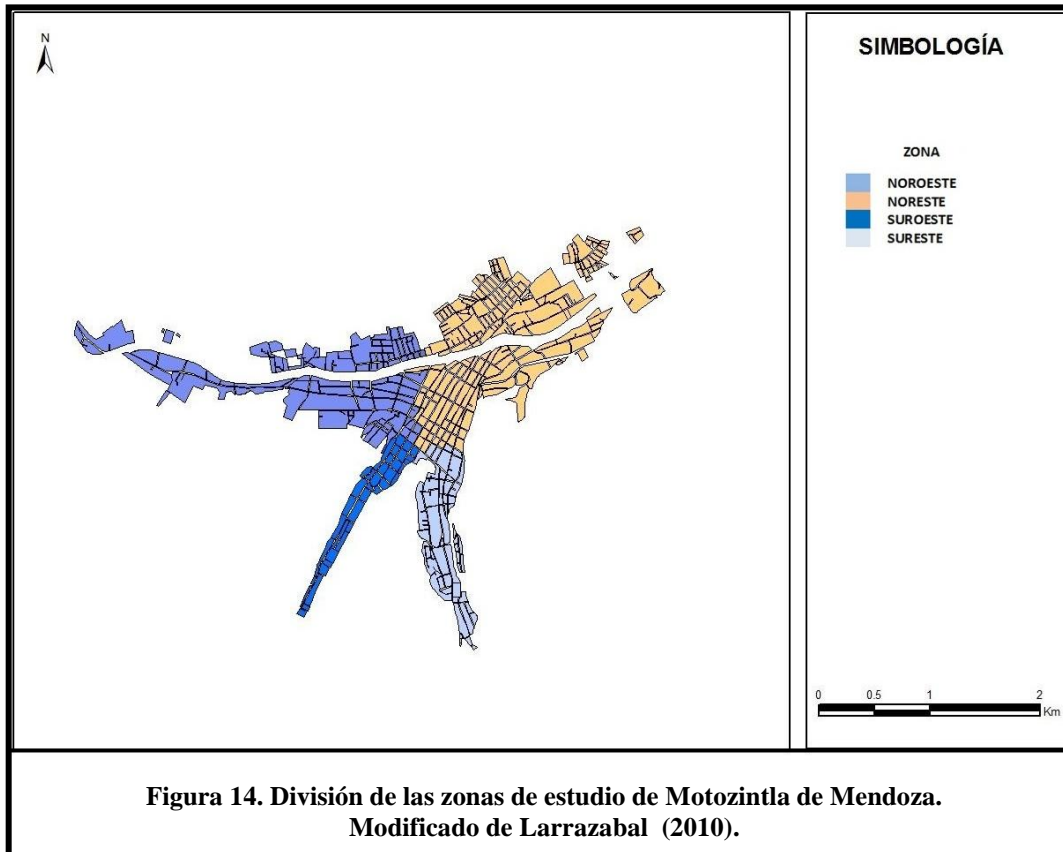 N
SIMBOLOGÍA
ZONA
NOROESTE
NORESTE
SUROESTE
SURESTE
0 0.5 1 2
Km
Figura 14. División de las zonas de estudio de Motozintla de Mendoza.
Modificado de Larrazabal (2010).